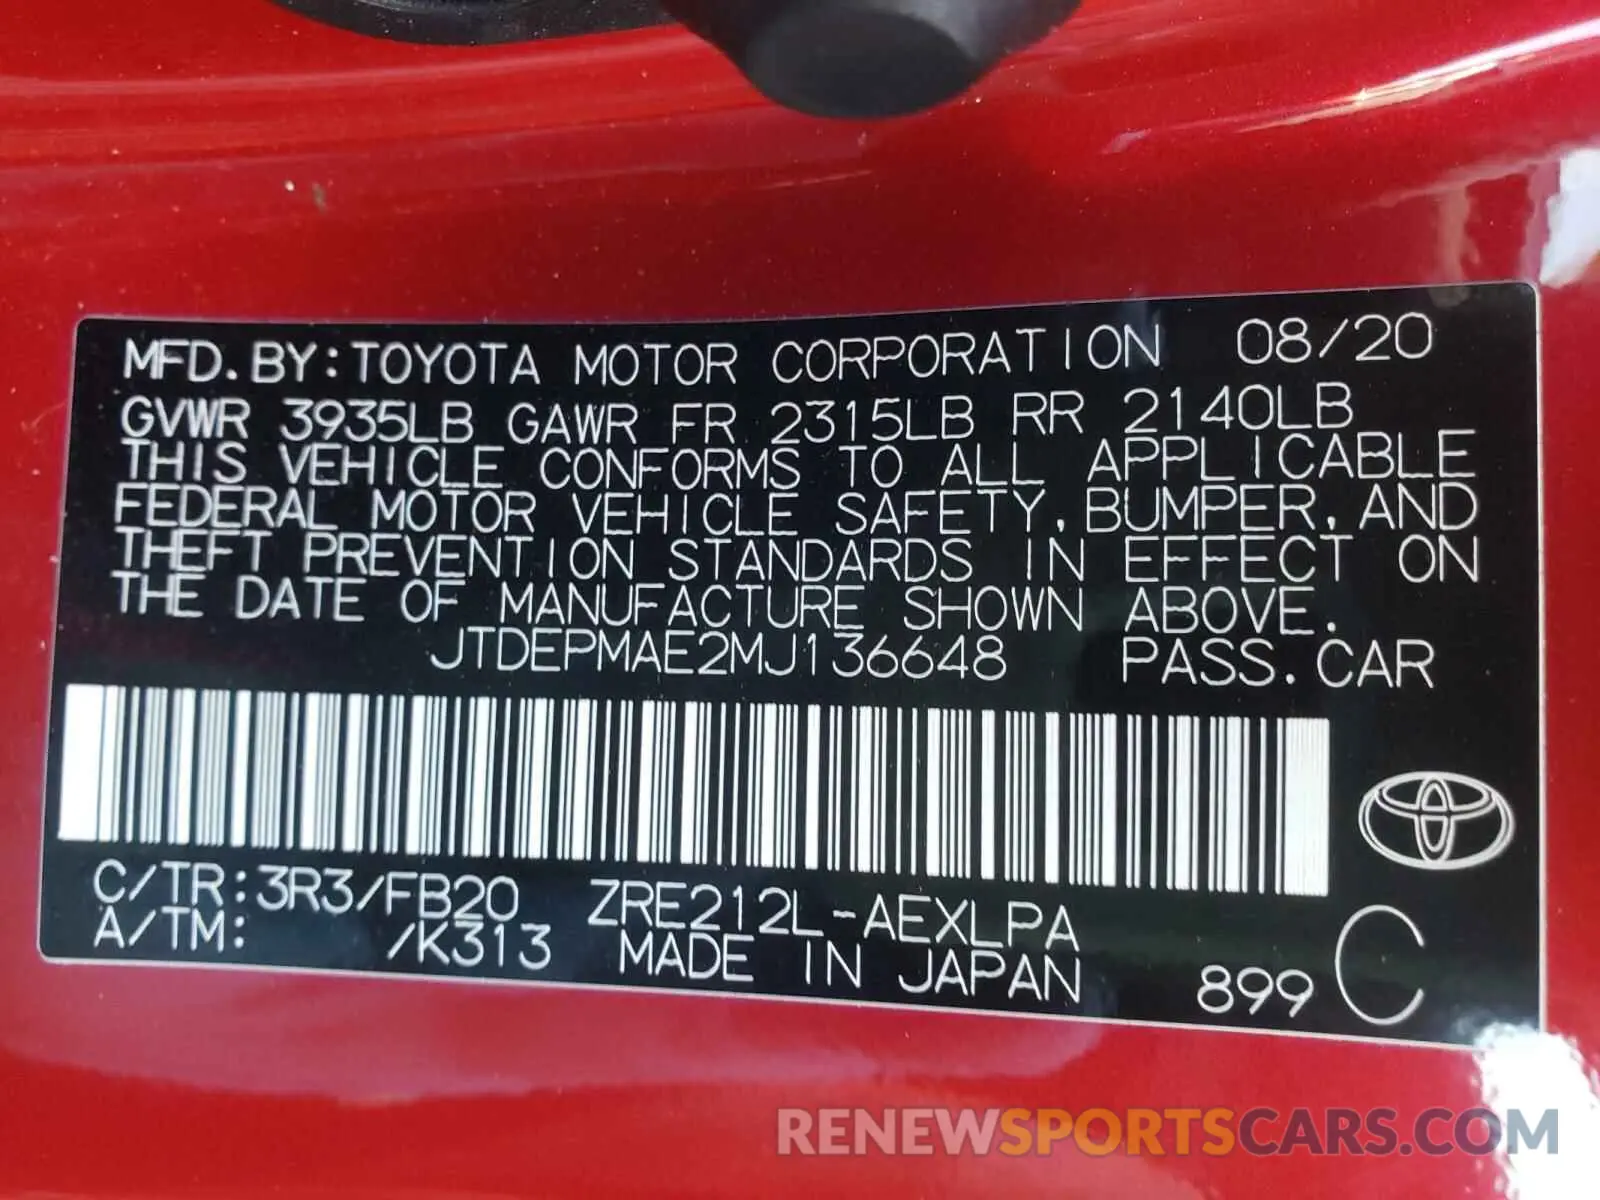 MFD. BY: TOYOTA MOTOR CORPORATION 08/20
GVWR 3935LB GAWR FR 2315LB RR 2140LB
THIS VEHICLE CONFORMS TO ALL APPLICABLE
FEDERAL MOTOR VEHICLE SAFETY, BUMPER, AND
THEFT PREVENTION STANDARDS IN EFFECT ON
THE DATE OF MANUFACTURE SHOWN ABOVE.
JTDEPMAE2MJ136648 PASS. CAR
C/TR: 3R3/FB20 ZRE212L-AEXLPA
A/TM: /K313 MADE IN JAPAN 899 C
RENEWSPORTSCARS.COM